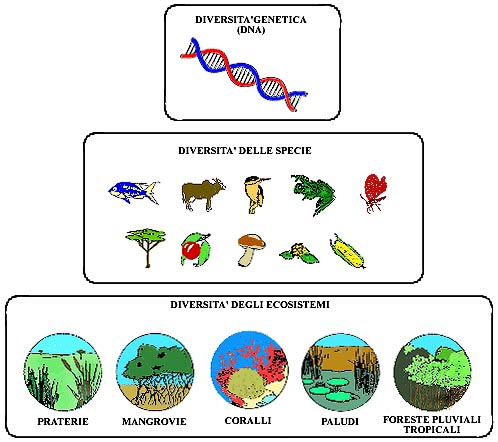 DIVERSITA' GENETICA
(DNA)
DIVERSITA' DELLE SPECIE
DIVERSITA' DEGLI ECOSISTEMI
PRATERIE
MANGROVIE
CORALLI
PALUDI
FORESTE PLUVIALI
TROPICALI